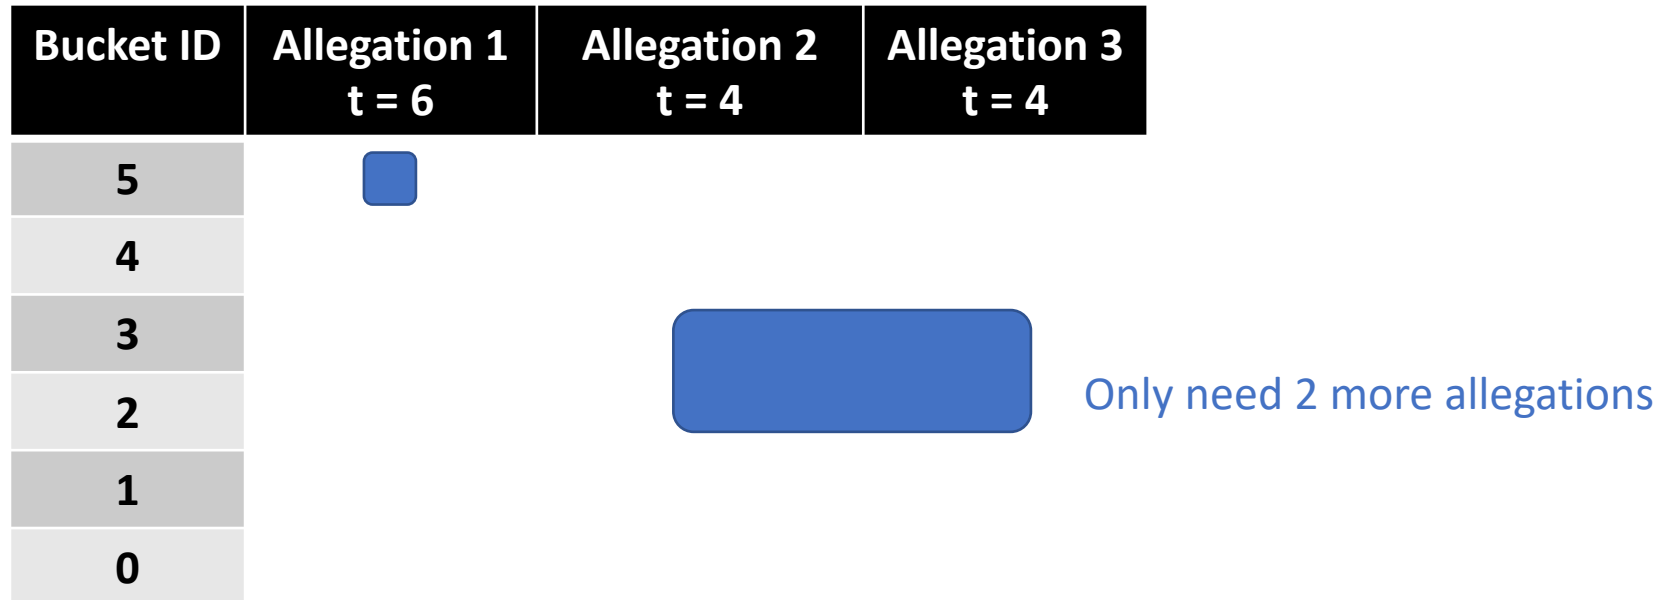 Bucket ID
Allegation 1
t = 6
Allegation 2
t = 4
Allegation 3
t = 4
5
4
3
2
1
0
Only need 2 more allegations